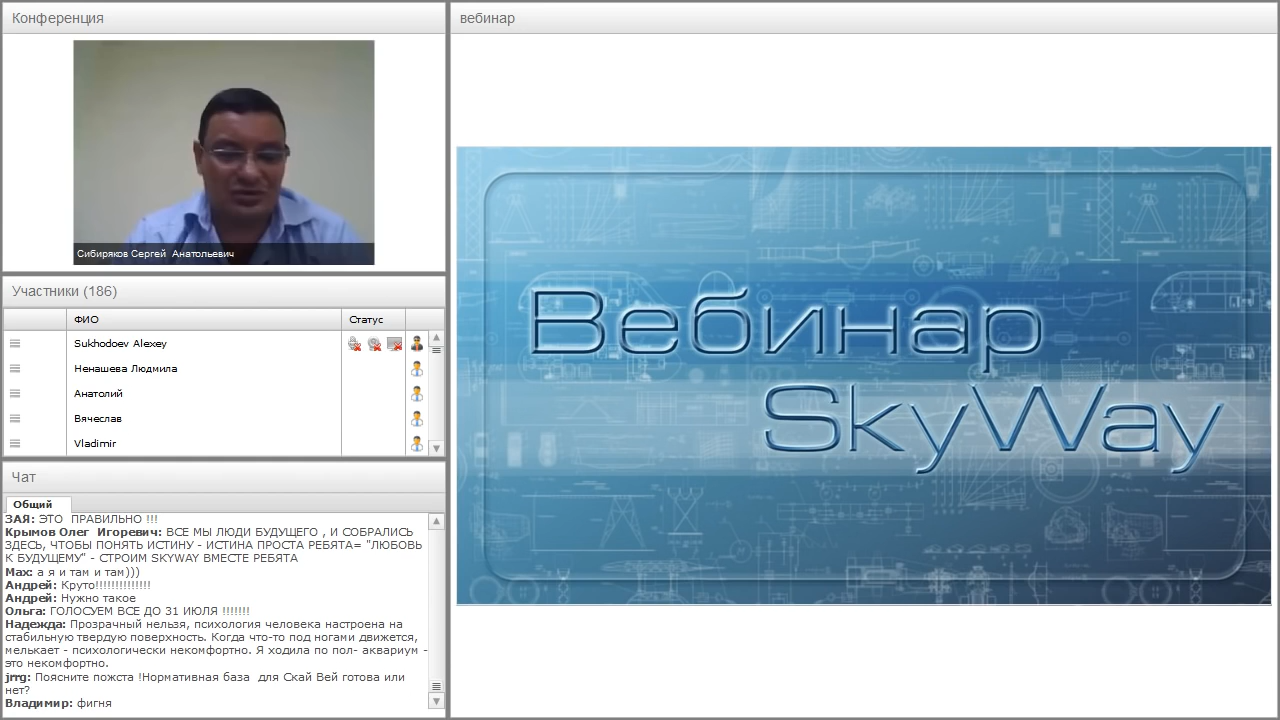 Конференция
Сибиряков Сергей  Анатольевич
Участники (186)
ФИО
Статус
Sukhodoev Alexey
Ненашева Людмила
Анатолий
Вячеслав
Vladimir
Чат
Общий
ЗАЯ: ЭТО  ПРАВИЛЬНО !!!
Крымов Олег  Игоревич: ВСЕ МЫ ЛЮДИ БУДУЩЕГО , И СОБРАЛИСЬ
ЗДЕСЬ, ЧТОБЫ ПОНЯТЬ ИСТИНУ - ИСТИНА ПРОСТА РЕБЯТА= "ЛЮБОВЬ
К БУДУЩЕМУ" - СТРОИМ SKYWAY ВМЕСТЕ РЕБЯТА
Мах: а я и там и там)))
Андрей: Круто!!!!!!!!!!!!!!
Андрей: Нужно такое
Ольга: ГОЛОСУЕМ ВСЕ ДО 31 ИЮЛЯ !!!!!!!
Надежда: Прозрачный нельзя, психология человека настроена на
стабильную твердую поверхность. Когда что-то под ногами движется,
мелькает - психологически некомфортно. Я ходила по пол- аквариум -
это некомфортно.
jrrg: Поясните пожста !Нормативная база  для Скай Вей готова или
нет?
Владимир: фигня
вебинар
Вебинар
SkyWay